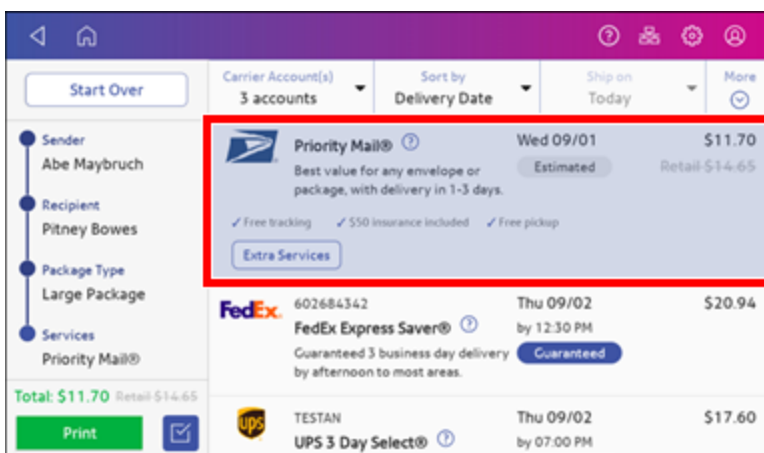 Start Over
Carrier Account(s)
3 accounts
Sort by
Delivery Date
Ship on
Today
More
Sender
Abe Maybruch
Recipient
Pitney Bowes
Package Type
Large Package
Services
Priority Mail®
Total: $11.70 Retail $14.65
Print
Priority Mail®
Wed 09/01
$11.70
Best value for any envelope or
Estimated
Retail $14.65
package, with delivery in 1-3 days.
✓ Free tracking ✓ $50 insurance included ✓ Free pickup
Extra Services
FedEx.
602684342
Thu 09/02
$20.94
FedEx Express Saver®
by 12:30 PM
Guaranteed 3 business day delivery
Guaranteed
by afternoon to most areas.
ups
TESTAN
Thu 09/02
$17.60
UPS 3 Day Select®
by 07:00 PM